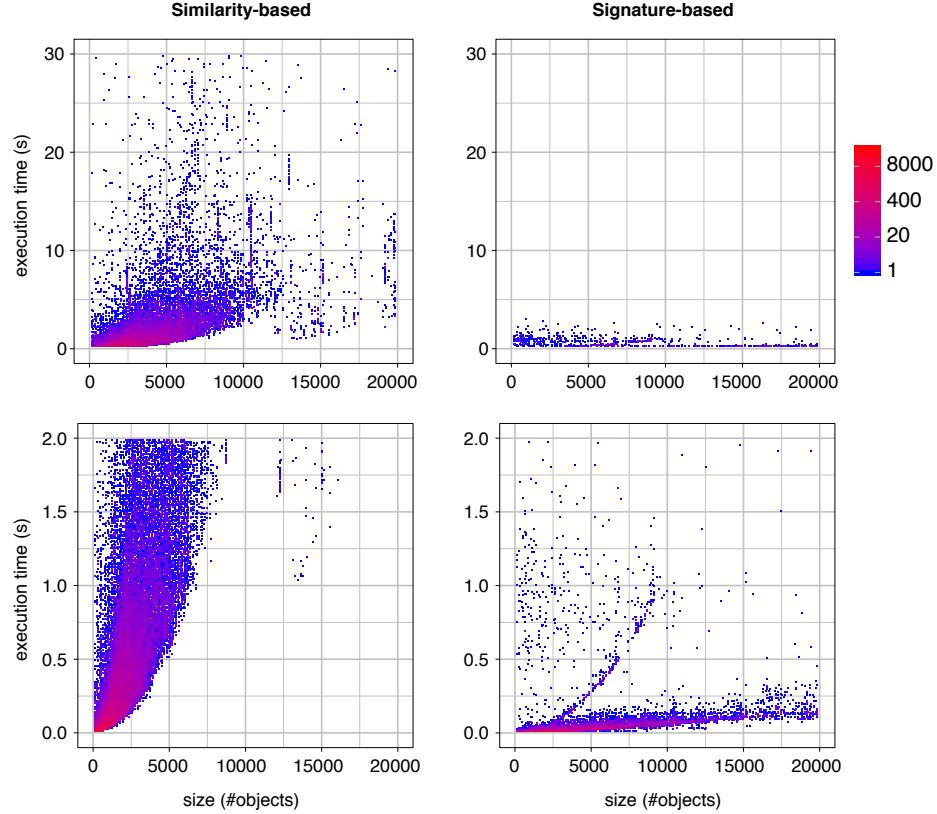 Similarity-based
Signature-based
execution time (s)
30
20
10
0
0 5000 10000 15000 20000
30
20
10
0
0 5000 10000 15000 20000
8000
400
20
1
execution time (s)
2.0
1.5
1.0
0.5
0.0
0 5000 10000 15000 20000
size (#objects)
2.0
1.5
1.0
0.5
0.0
0 5000 10000 15000 20000
size (#objects)